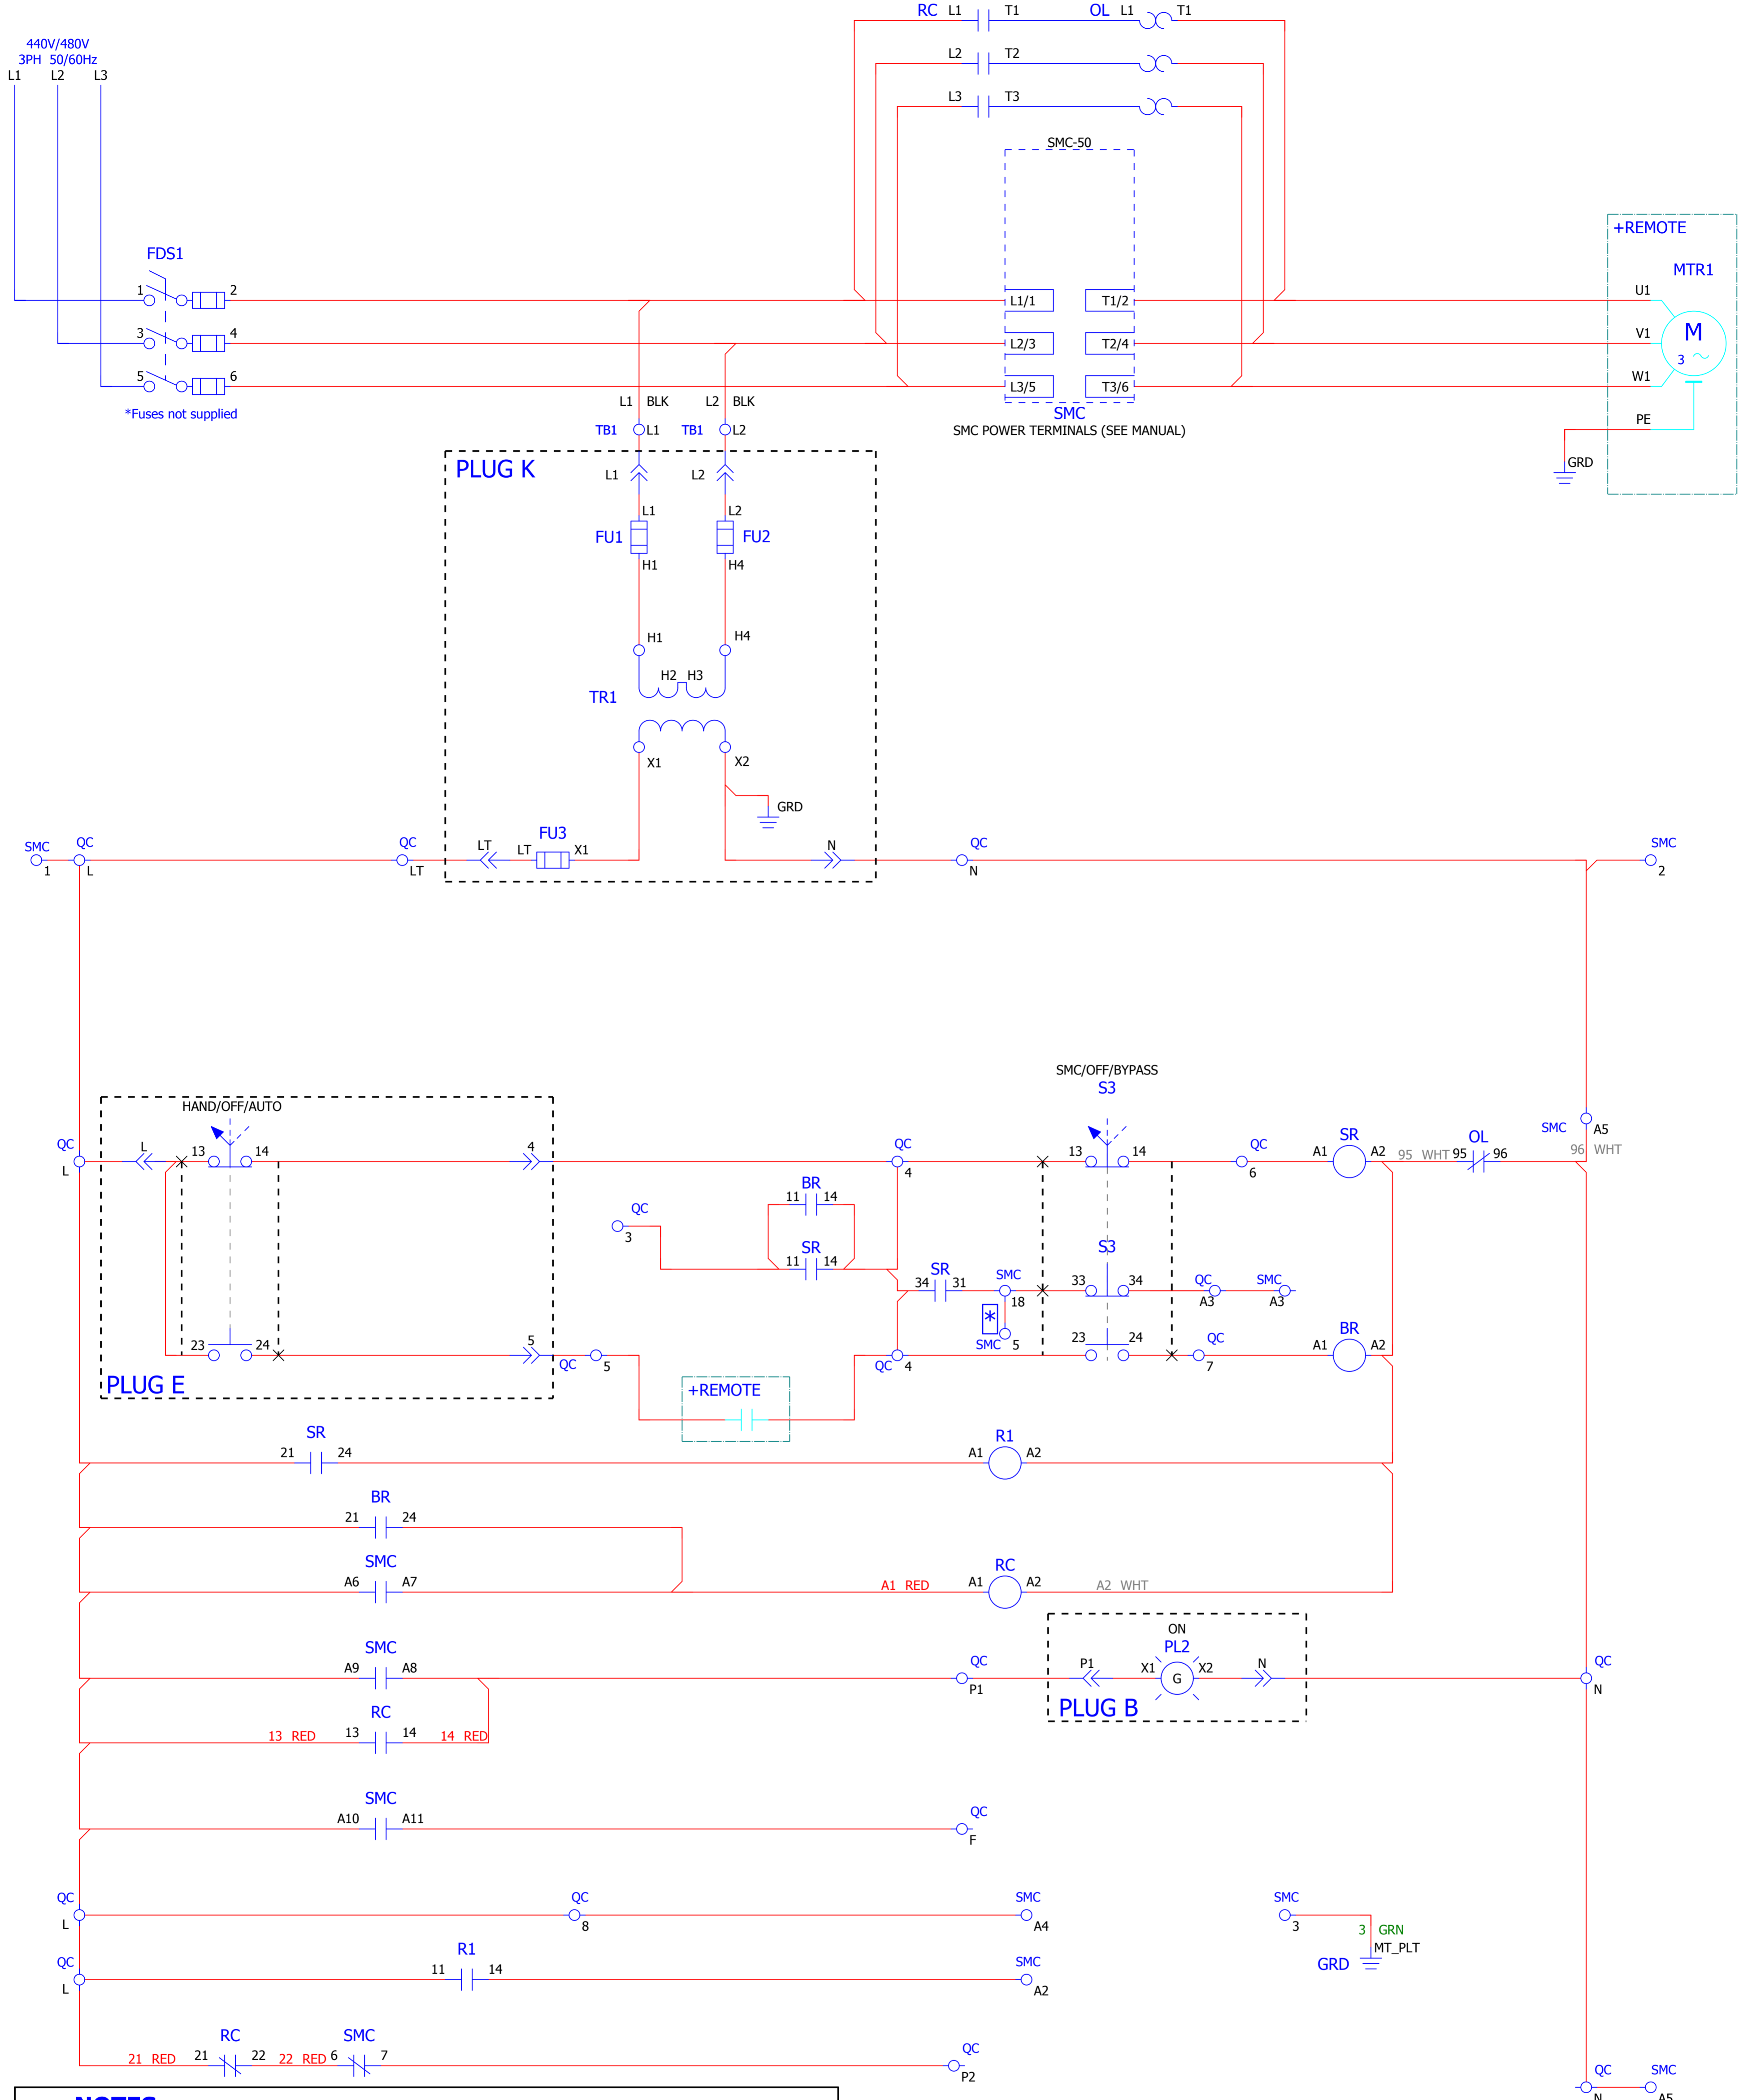 RC L1 T1 OL L1 T1
440V/480V
3PH 50/60Hz
L1 L2 L3
L2 T2
L3 T3
SMC-50
+REMOTE
FDS1
MTR1
1 2 L1/1 T1/2 U1
3 4 L2/3 T2/4 V1 M
3
5 6 L3/5 T3/6 W1
*Fuses not supplied
L1 BLK L2 BLK
SMC
PE
TB1 L1 TB1 L2
SMC POWER TERMINALS (SEE MANUAL)
GRD
PLUG K
L1 L2
L1 L2
FU1 FU2
H1 H4
H1 H4
H2 H3
TR1
X1 X2
GRD
FU3
SMC QC QC LT LT X1 N QC SMC
1 L LT N 2
SMC/OFF/BYPASS
S3
HAND/OFF/AUTO
SMC A5
QC L 13 14 4 QC 13 14 QC A1 SR A2 95 WHT 95 OL 96 96 WHT
L 4 6
BR
11 14
QC
3
SR
11 14
S3
SR
34 31 SMC 33 34 QC SMC
18 A3 A3
*
SMC 5
23 24 5 QC 5 QC 4 23 24 QC A1 BR A2
7
PLUG E
+REMOTE
SR
21 24 A1 R1 A2
BR
21 24
SMC
A6 A7 A1 RED A1 RC A2 A2 WHT
ON
SMC PL2
A9 A8 QC P1 X1 G X2 N QC
P1 N
PLUG B
RC
13 RED 13 14 14 RED
SMC
A10 A11 QC
F
QC QC SMC SMC
L 8 A4 3
3 GRN
MT_PLT
GRD
QC R1 SMC
L 11 14 A2
RC SMC
21 RED 21 22 22 RED 6 7 QC
P2
QC SMC
N A5
NOTES